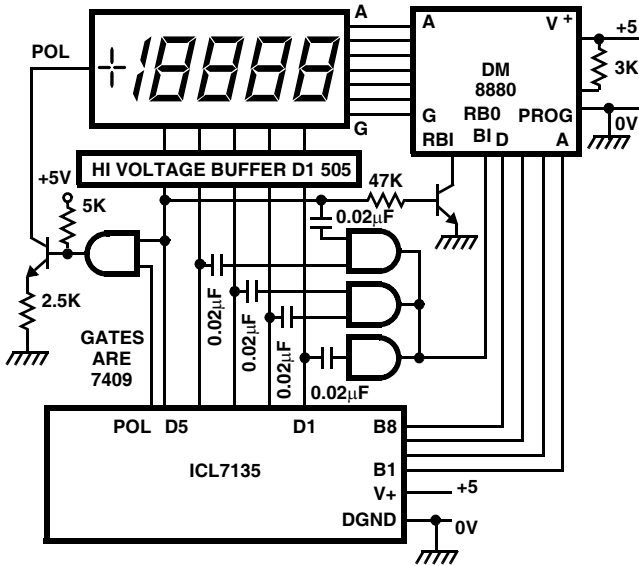 A
A
V+
+5
POL
DM
8880
3K
G
RB0
PROG
0V
G
RBI
BI
D
A
HI VOLTAGE BUFFER D1 505
47K
+5V
5K
0.02μF
2.5K
0.02μF
0.02μF
0.02μF
0.02μF
GATES
ARE
7409
POL
D5
D1
B8
ICL7135
B1
V+
+5
DGND
0V